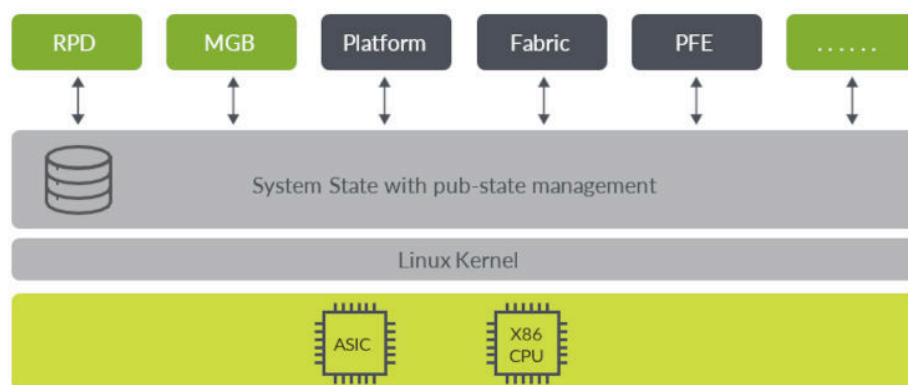 RPD
MGB
Platform
Fabric
PFE
......
System State with pub-state management
Linux Kernel
ASIC
X86
CPU